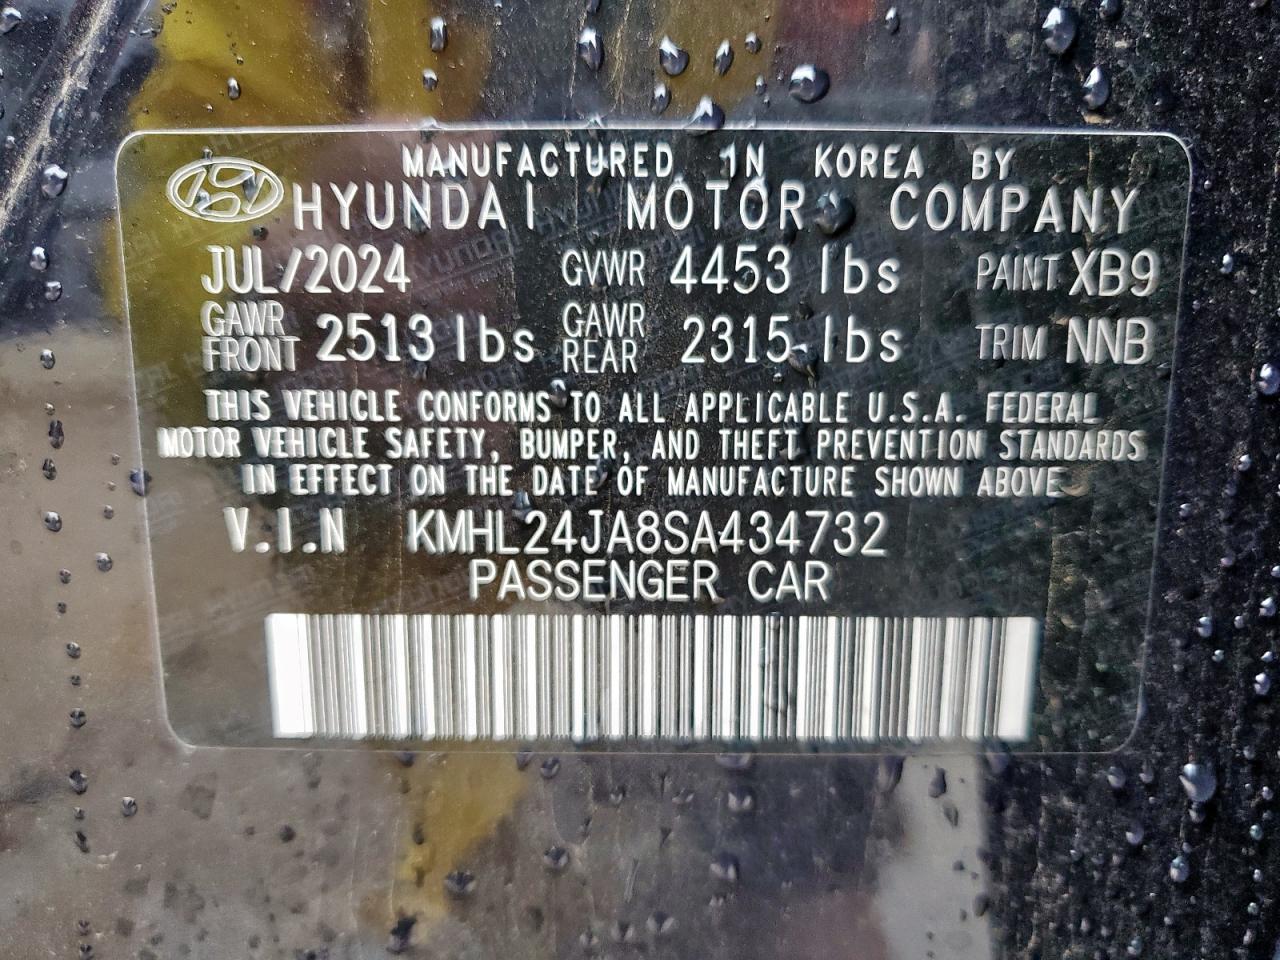 MANUFACTURED IN KOREA BY
HYUNDAI MOTOR COMPANY
JUL/2024 GVWR 4453 lbs PAINT XB9
GAWR FRONT 2513 lbs GAWR REAR 2315 lbs TRIM NNB
THIS VEHICLE CONFORMS TO ALL APPLICABLE U.S.A. FEDERAL
MOTOR VEHICLE SAFETY, BUMPER, AND THEFT PREVENTION STANDARDS
IN EFFECT ON THE DATE OF MANUFACTURE SHOWN ABOVE
V.I.N KMHL24JA8SA434732
PASSENGER CAR